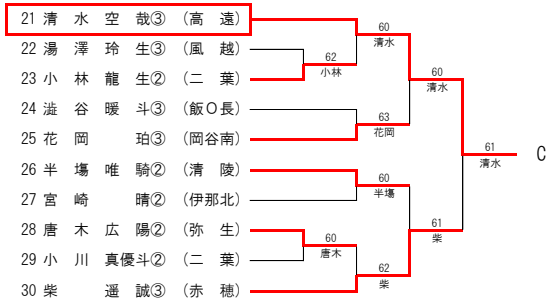 21 清 水 空 哉③ (高 遠)
22 湯 澤 玲 生③ (風 越)
23 小 林 龍 生② (二 葉)
24 澁 谷 暖 斗③ (飯O長)
25 花 岡 珀③ (岡谷南)
26 半 塲 唯 騎② (清 陵)
27 宮 崎 晴② (伊那北)
28 唐 木 広 陽② (弥 生)
29 小 川 真優斗② (二 葉)
30 柴 遥 誠③ (赤 穂)
62
小林
60
唐木
60
清水
63
花岡
60
半塲
62
柴
60
清水
61
柴
61
清水
C